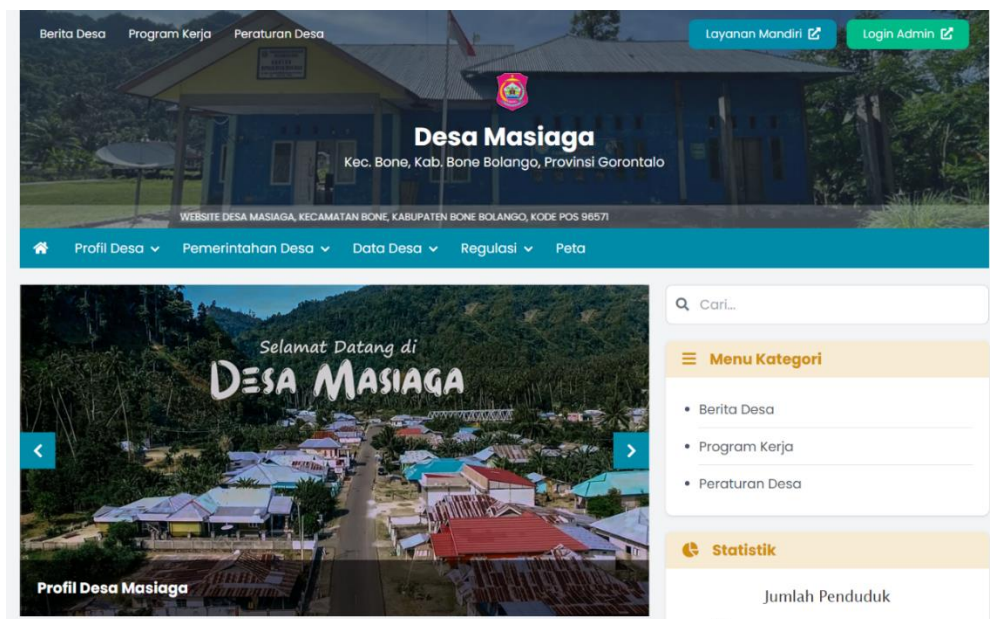 Berita Desa Program Kerja Peraturan Desa Layanan Mandiri Login Admin
Desa Masiaga
Kec. Bone, Kab. Bone Bolango, Provinsi Gorontalo
WEBSITE DESA MASIAGA, KECAMATAN BONE, KABUPATEN BONE BOLANGO, KODE POS 96571
Profil Desa Pemerintahan Desa Data Desa Regulasi Peta
Selamat Datang di
DESA MASIAGA
Profil Desa Masiaga
Cari...
Menu Kategori
Berita Desa
Program Kerja
Peraturan Desa
Statistik
Jumlah Penduduk